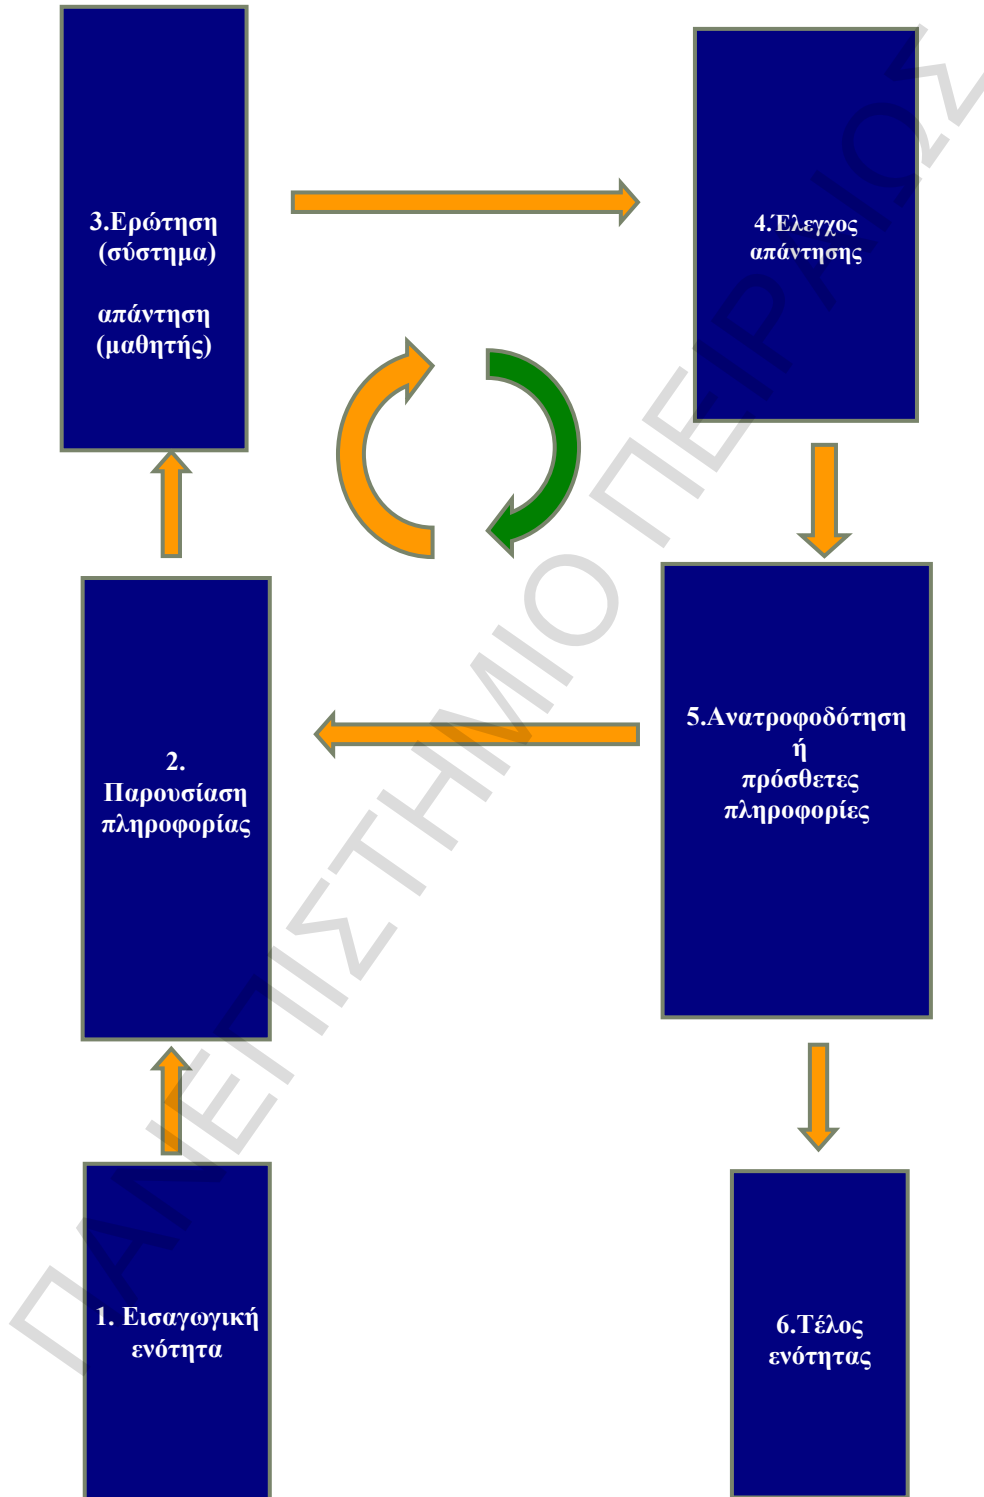 3.Ερώτηση
(σύστημα)
απάντηση
(μαθητής)
4.Έλεγχος
απάντησης
2.
Παρουσίαση
πληροφορίας
5.Ανατροφοδότηση
ή
πρόσθετες
πληροφορίες
1. Εισαγωγική
ενότητα
6.Τέλος
ενότητας
ΠΑΝΕΠΙΣΤΗΜΙΟ ΠΕΙΡΑΙΩΣ